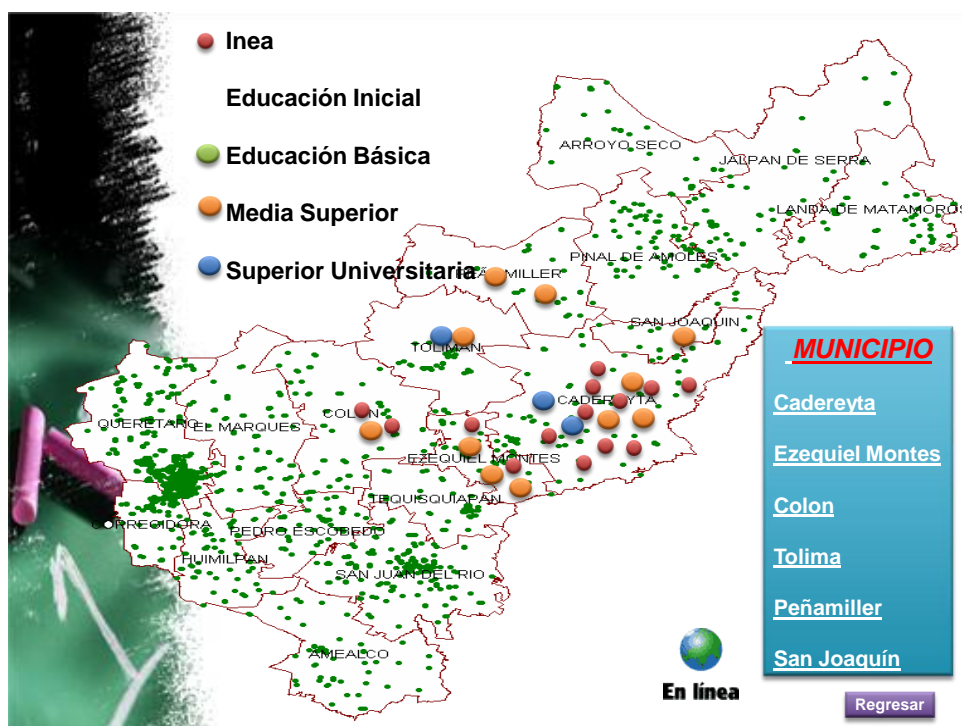 Inea
Educación Inicial
Educación Básica
Media Superior
Superior Universitaria
ARROYO SECO
JALPAN DE SERRA
LANDA DE MATAMOROS
PINAL DE AMOLES
SAN JOAQUIN
TOLIMAN
CADEREYTA
COLON
QUERETARO
EL MARQUES
EZEQUIEL MONTES
TEQUISQUIAPAN
CORREGIDORA
PEDRO ESCOBEDO
HUIMILPAN
SAN JUAN DEL RIO
AMEALCO
MUNICIPIO
Cadereyta
Ezequiel Montes
Colon
Tolima
Peñamiller
San Joaquín
En línea
Regresar